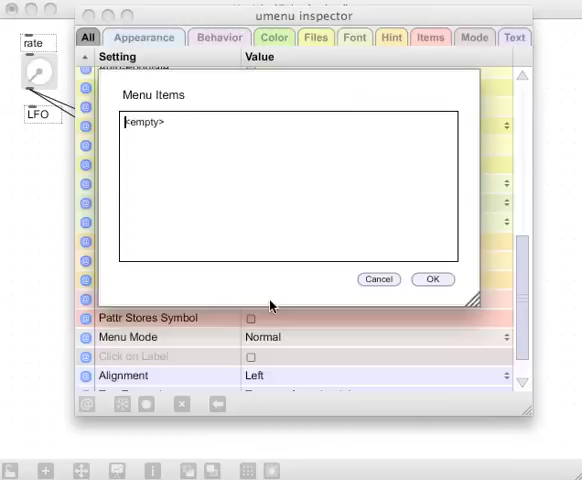 umenu inspector
All
Appearance
Behavior
Color
Files
Font
Hint
Items
Mode
Text
Setting
Value
rate
LFO
Menu Items
<empty>
Cancel
OK
Pattr Stores Symbol
Menu Mode
Normal
Click on Label
Alignment
Left